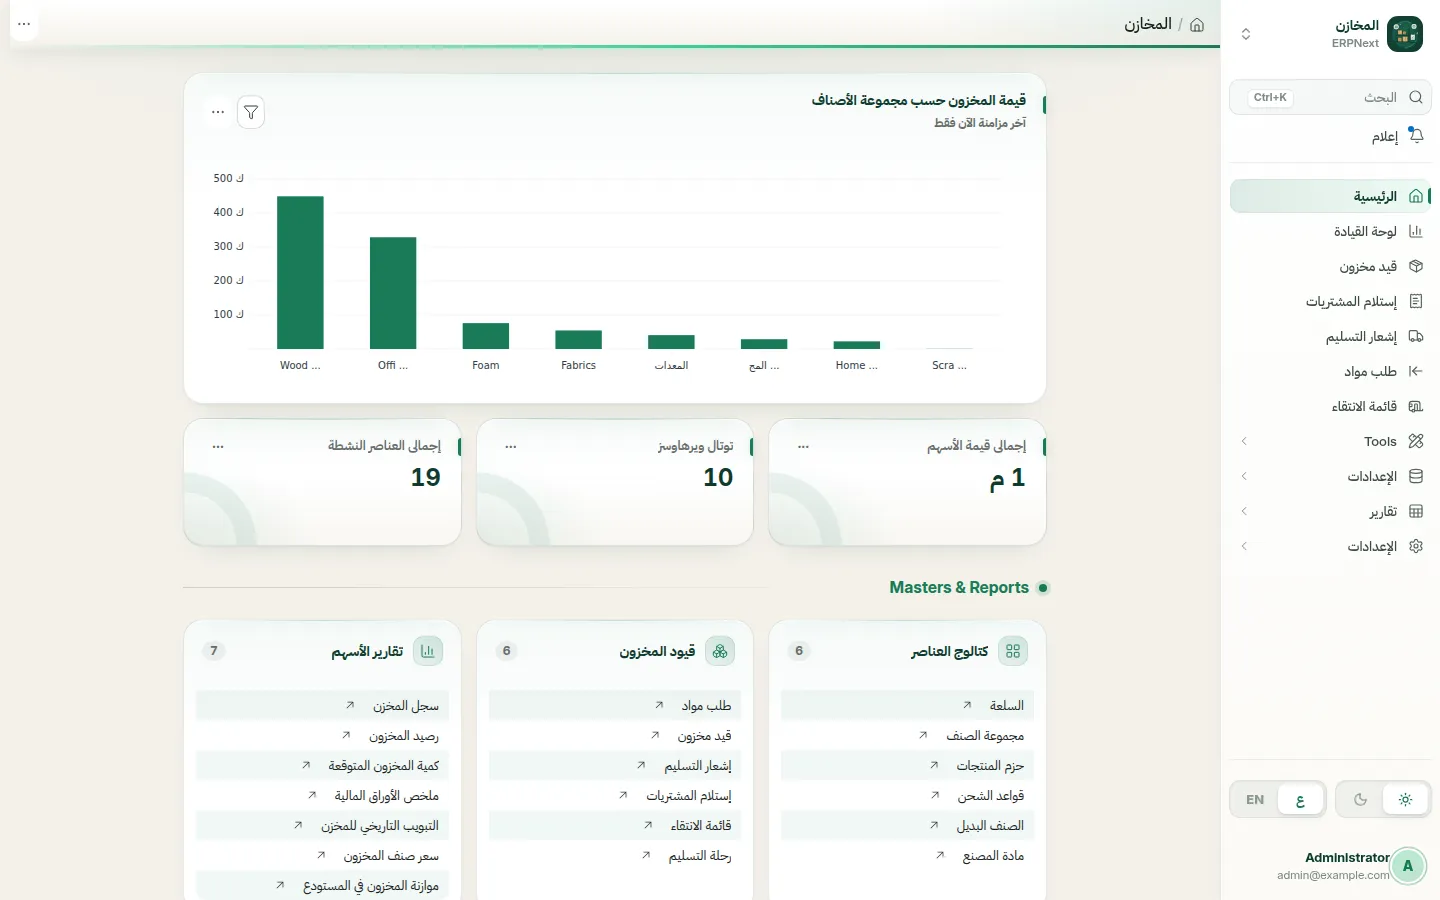 المخازن
ERPNext
البحث
Ctrl+K
إعلام
الرئيسية
لوحة القيادة
قيد مخزون
إستلام المشتريات
إشعار التسليم
طلب مواد
قائمة الانتقاء
Tools
الإعدادات
تقارير
الإعدادات
ع
EN
Administrator
admin@example.com
A
/ المخازن
...
قيمة المخزون حسب مجموعة الأصناف
آخر مزامنة الآن فقط
...
500 ك
400 ك
300 ك
200 ك
100 ك
Wood ...
Offi ...
Foam
Fabrics
المعدات
المح ...
Home ...
Scra ...
إجمالي قيمة الأسهم
...
1 م
توتال ويرهاوسز
...
10
إجمالي العناصر النشطة
...
19
Masters & Reports
كتالوج العناصر
6
السلعة
مجموعة الصنف
حزم المنتجات
قواعد الشحن
الصنف البديل
مادة المصنع
قيود المخزون
6
طلب مواد
قيد مخزون
إشعار التسليم
إستلام المشتريات
قائمة الانتقاء
رحلة التسليم
تقارير الأسهم
7
سجل المخزن
رصيد المخزون
كمية المخزون المتوقعة
ملخص الأوراق المالية
التبويب التاريخي للمخزن
سعر صنف المخزون
موازنة المخزون في المستودع